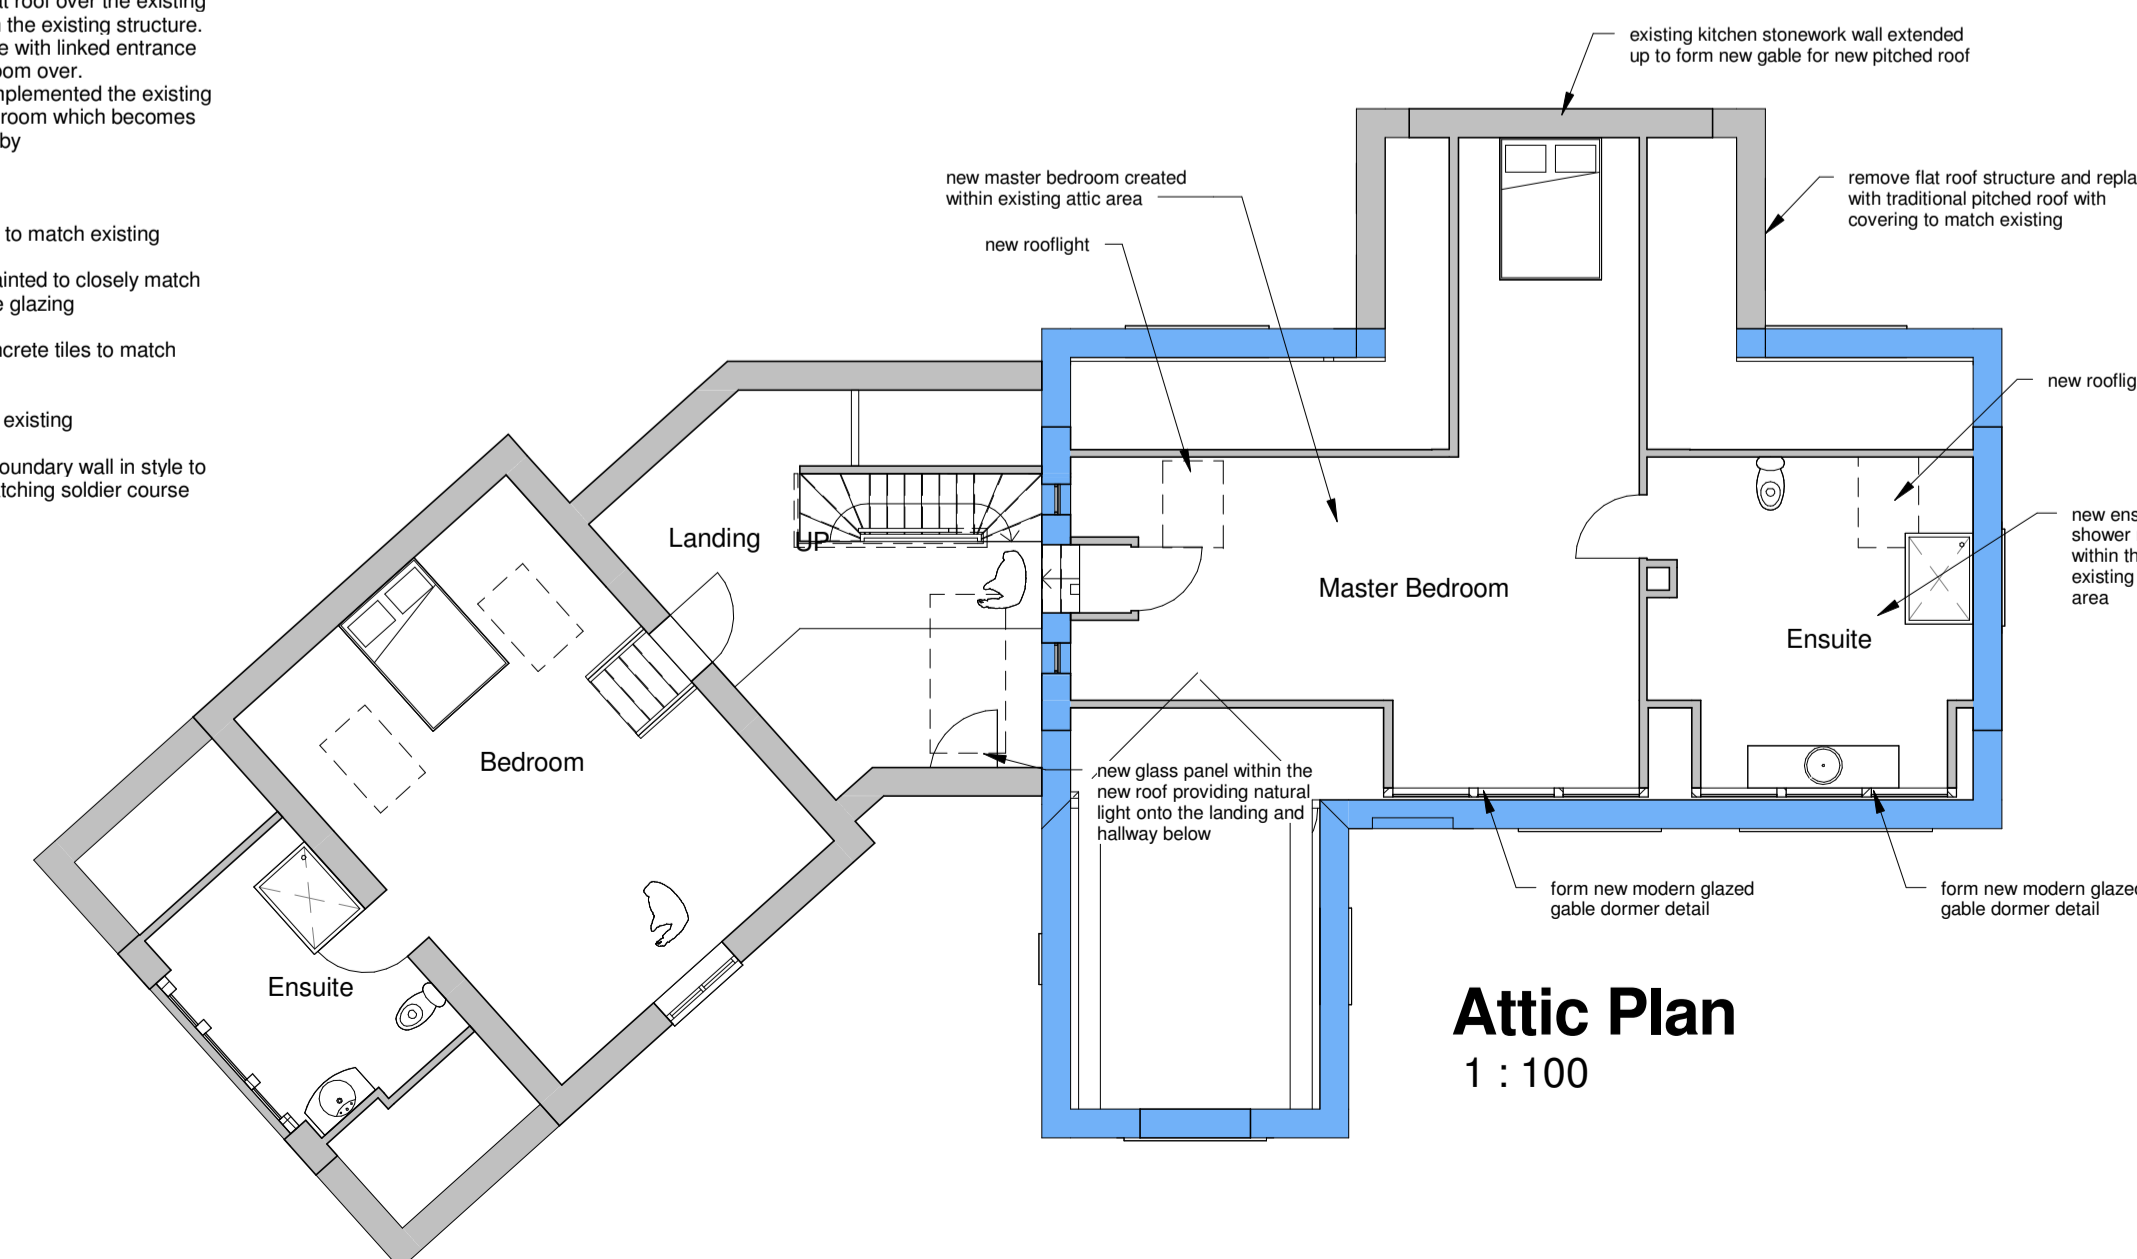 at roof over the existing
the existing structure.
e with linked entrance
oom over.
mplemented the existing
room which becomes
by
to match existing
ainted to closely match
e glazing
ncrete tiles to match
existing
oundary wall in style to
atching soldier course
existing kitchen stonework wall extended
up to form new gable for new pitched roof
new master bedroom created
within existing attic area
new rooflight
remove flat roof structure and repla
with traditional pitched roof with
covering to match existing
new rooflig
new ens
shower
within th
existing
area
Landing
UP
Master Bedroom
Ensuite
Bedroom
new glass panel within the
new roof providing natural
light onto the landing and
hallway below
form new modern glazed
gable dormer detail
form new modern glazed
gable dormer detail
Ensuite
Attic Plan
1 : 100